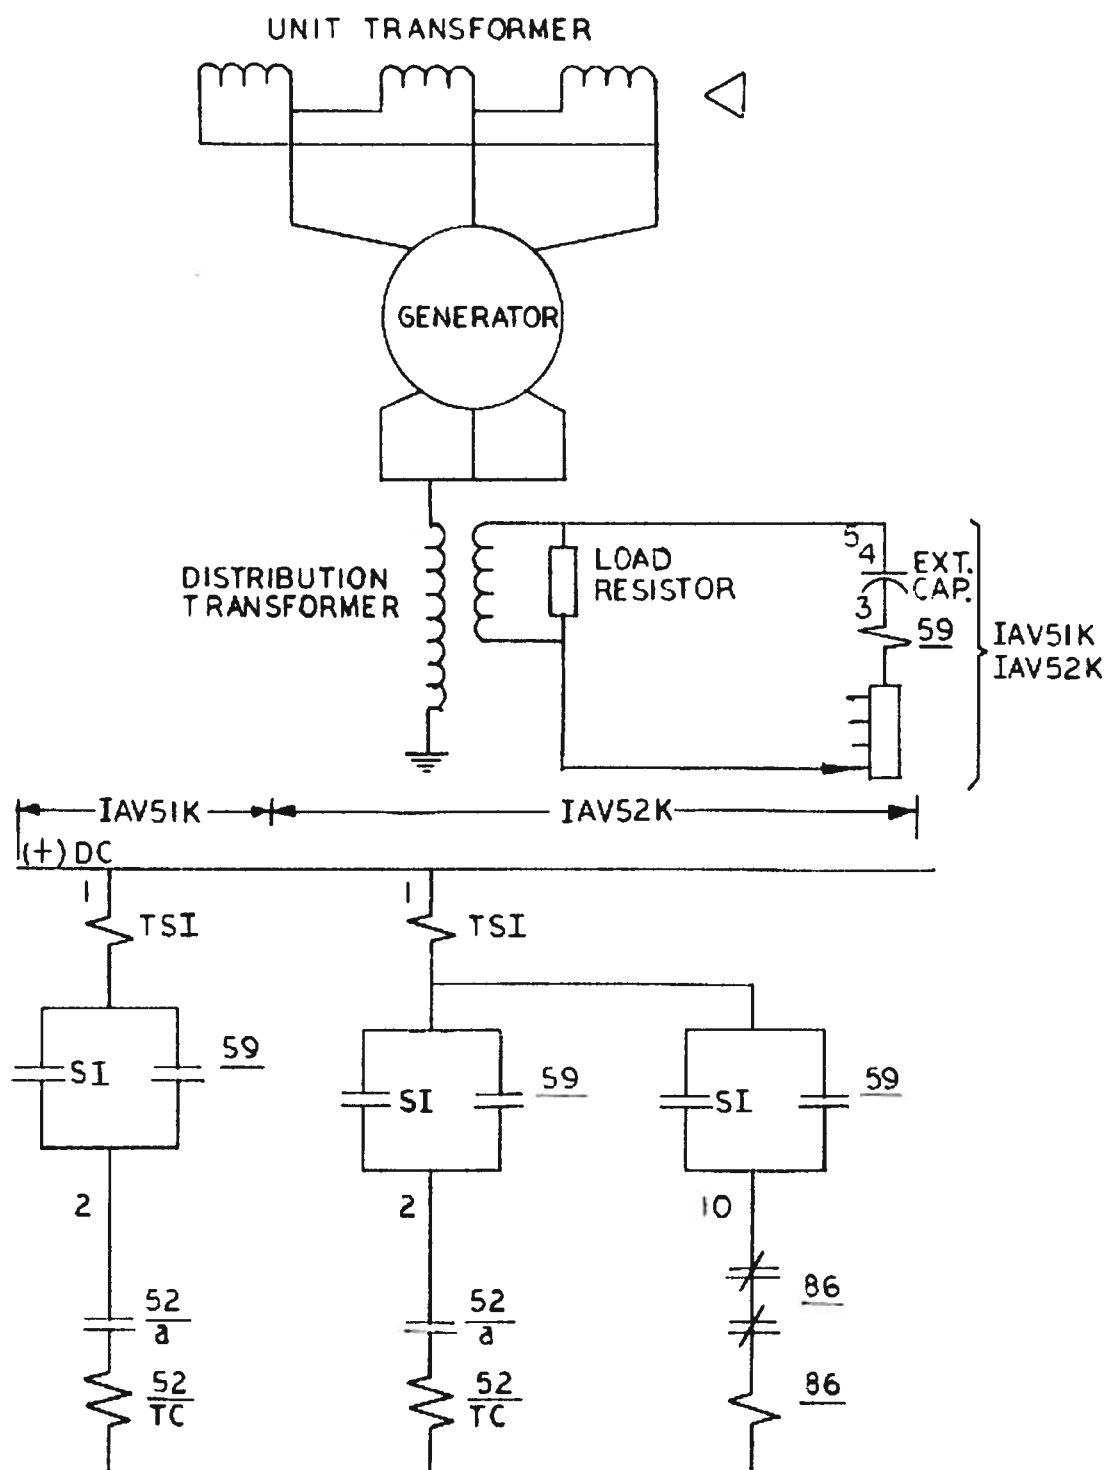 UNIT TRANSFORMER
GENERATOR
DISTRIBUTION
TRANSFORMER
LOAD
RESISTOR
5
4
EXT.
CAP.
3
59
IAV51K
IAV52K
IAV51K
IAV52K
(+) DC
1
TSI
1
TSI
SI
59
SI
59
SI
59
2
2
10
52
a
52
a
86
52
TC
52
TC
86